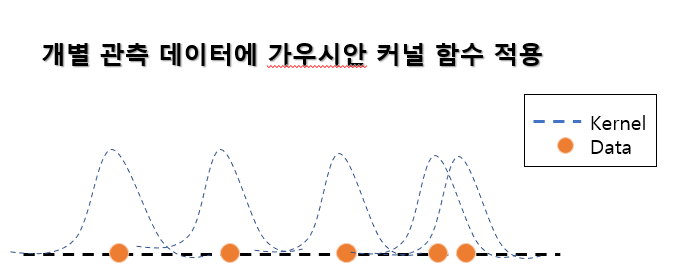 개별 관측 데이터에 가우시안 커널 함수 적용
Kernel
Data